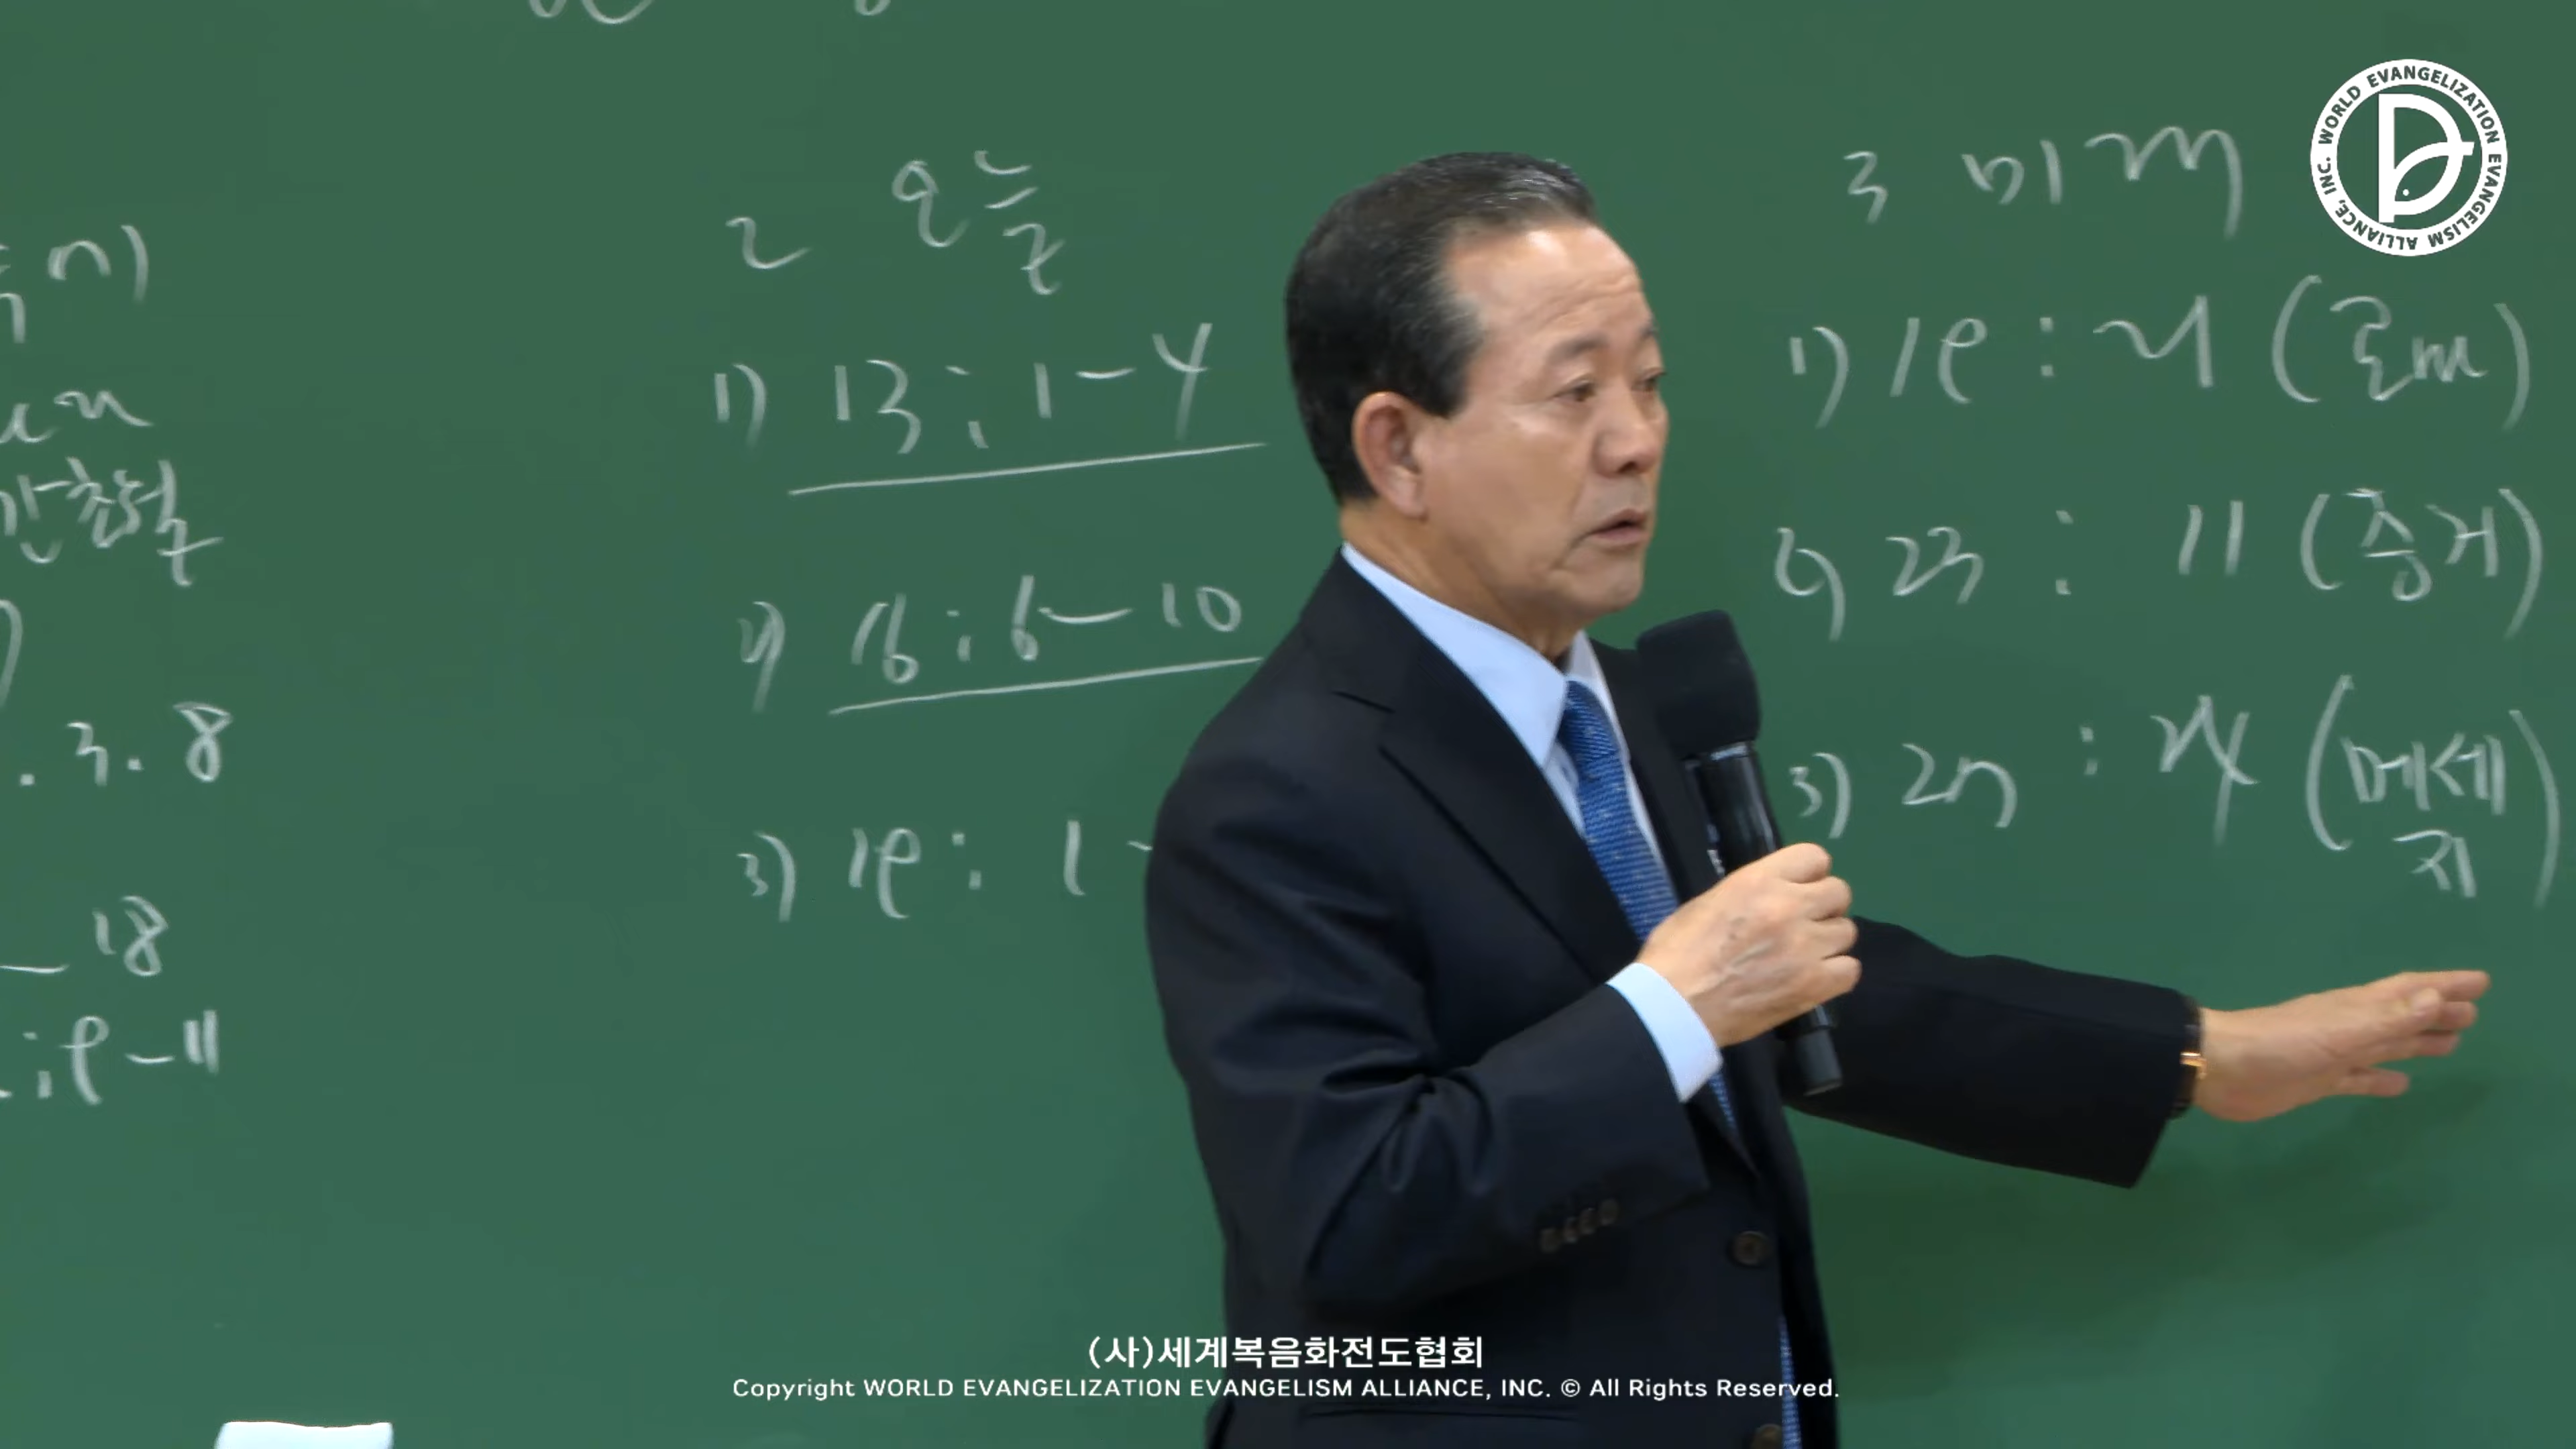 2 오늘
1) 13:1-4
2) 16:6-10
3) 19:1-
3 미래
1) 19:21 (로마)
2) 23:11 (증거)
3) 27:24 (메세지)
. 3. 8
- 18
:9-11
WORLD EVANGELIZATION EVANGELISM ALLIANCE, INC.
(사)세계복음화전도협회
Copyright WORLD EVANGELIZATION EVANGELISM ALLIANCE, INC. © All Rights Reserved.